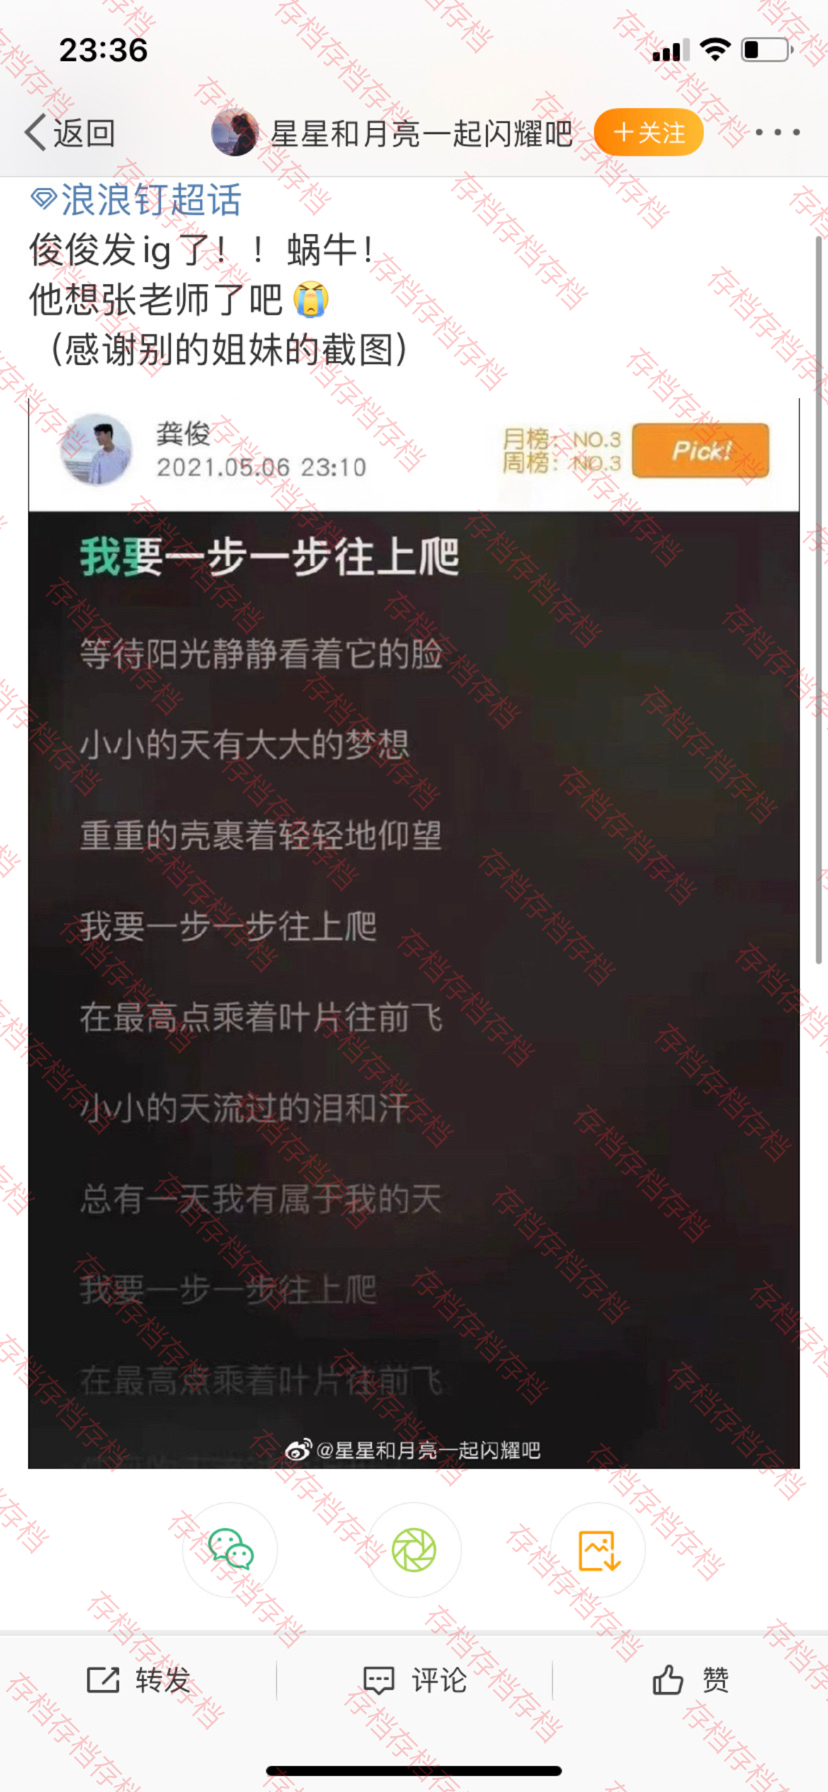 23:36
返回
星星和月亮一起闪耀吧
+关注
浪浪钉超话
俊俊发ig了！！蜗牛！
他想张老师了吧😭
（感谢别的姐妹的截图）
龚俊
2021.05.06 23:10
月榜：NO.3
周榜：NO.3
Pick!
我要一步一步往上爬
等待阳光静静看着它的脸
小小的天有大大的梦想
重重的壳裹着轻轻地仰望
我要一步一步往上爬
在最高点乘着叶片往前飞
小小的天流过的泪和汗
总有一天我有属于我的天
我要一步一步往上爬
在最高点乘着叶片往前飞
@星星和月亮一起闪耀吧
转发
评论
赞
存档存档存档